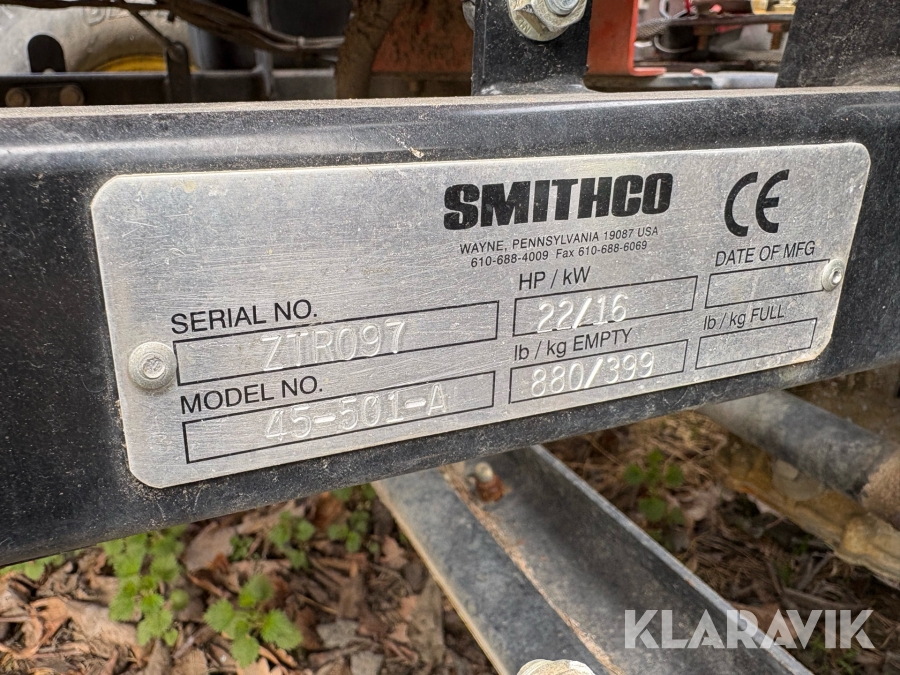 SMITHCO
CE
WAYNE, PENNSYLVANIA 19087 USA
610-688-4009 Fax 610-688-6069
HP / kW
DATE OF MFG
SERIAL NO.
ZTR097
22/16
lb / kg EMPTY
lb / kg FULL
MODEL NO.
45-501-A
880/399
KLARAVIK